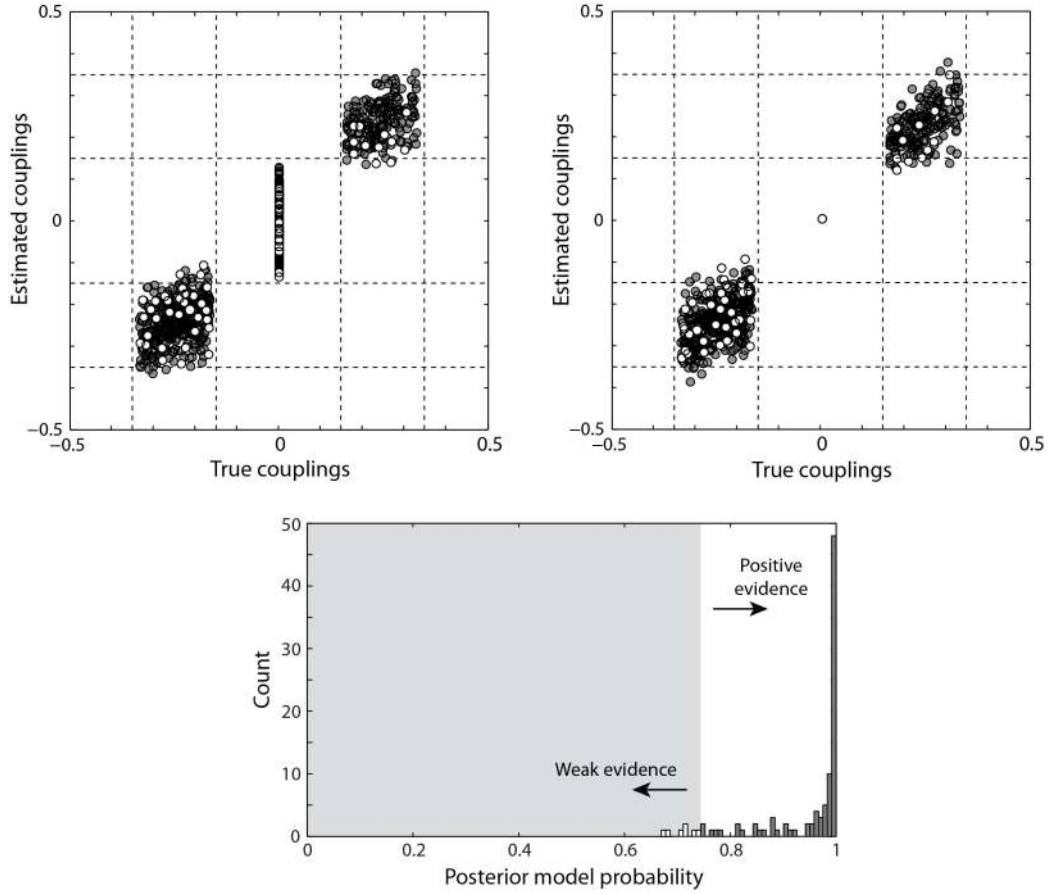 0.5
0
−0.5
Estimated couplings
−0.5
0
0.5
True couplings
0.5
0
−0.5
Estimated couplings
−0.5
0
0.5
True couplings
50
40
30
20
10
0
Count
Positive
evidence
Weak evidence
0
0.2
0.4
0.6
0.8
1
Posterior model probability